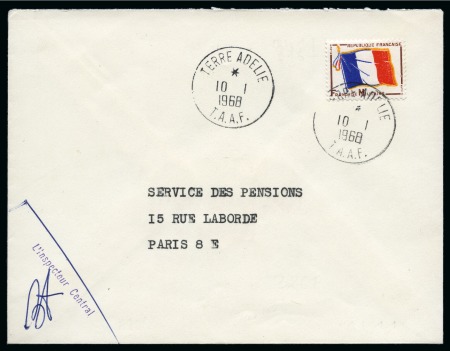 TERRE ADELIE
*
10 1
1968
T.A.A.F.
REPUBLIQUE FRANCAISE
10 1
1968
T.A.A.F.
SERVICE DES PENSIONS
15 RUE LABORDE
PARIS 8 E
L'Inspecteur Central